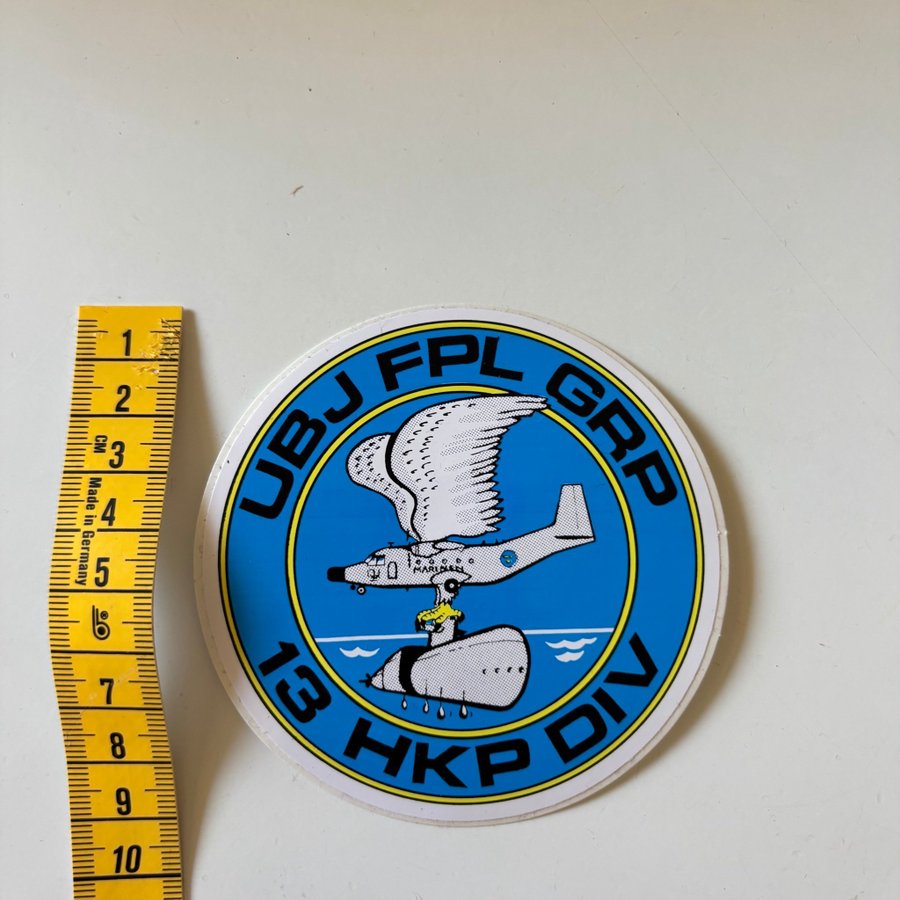 UBJ FPL GRP
MARINEN
13 HKP DIV
1
2
CM
3
Made in Germany
4
5
7
8
9
10